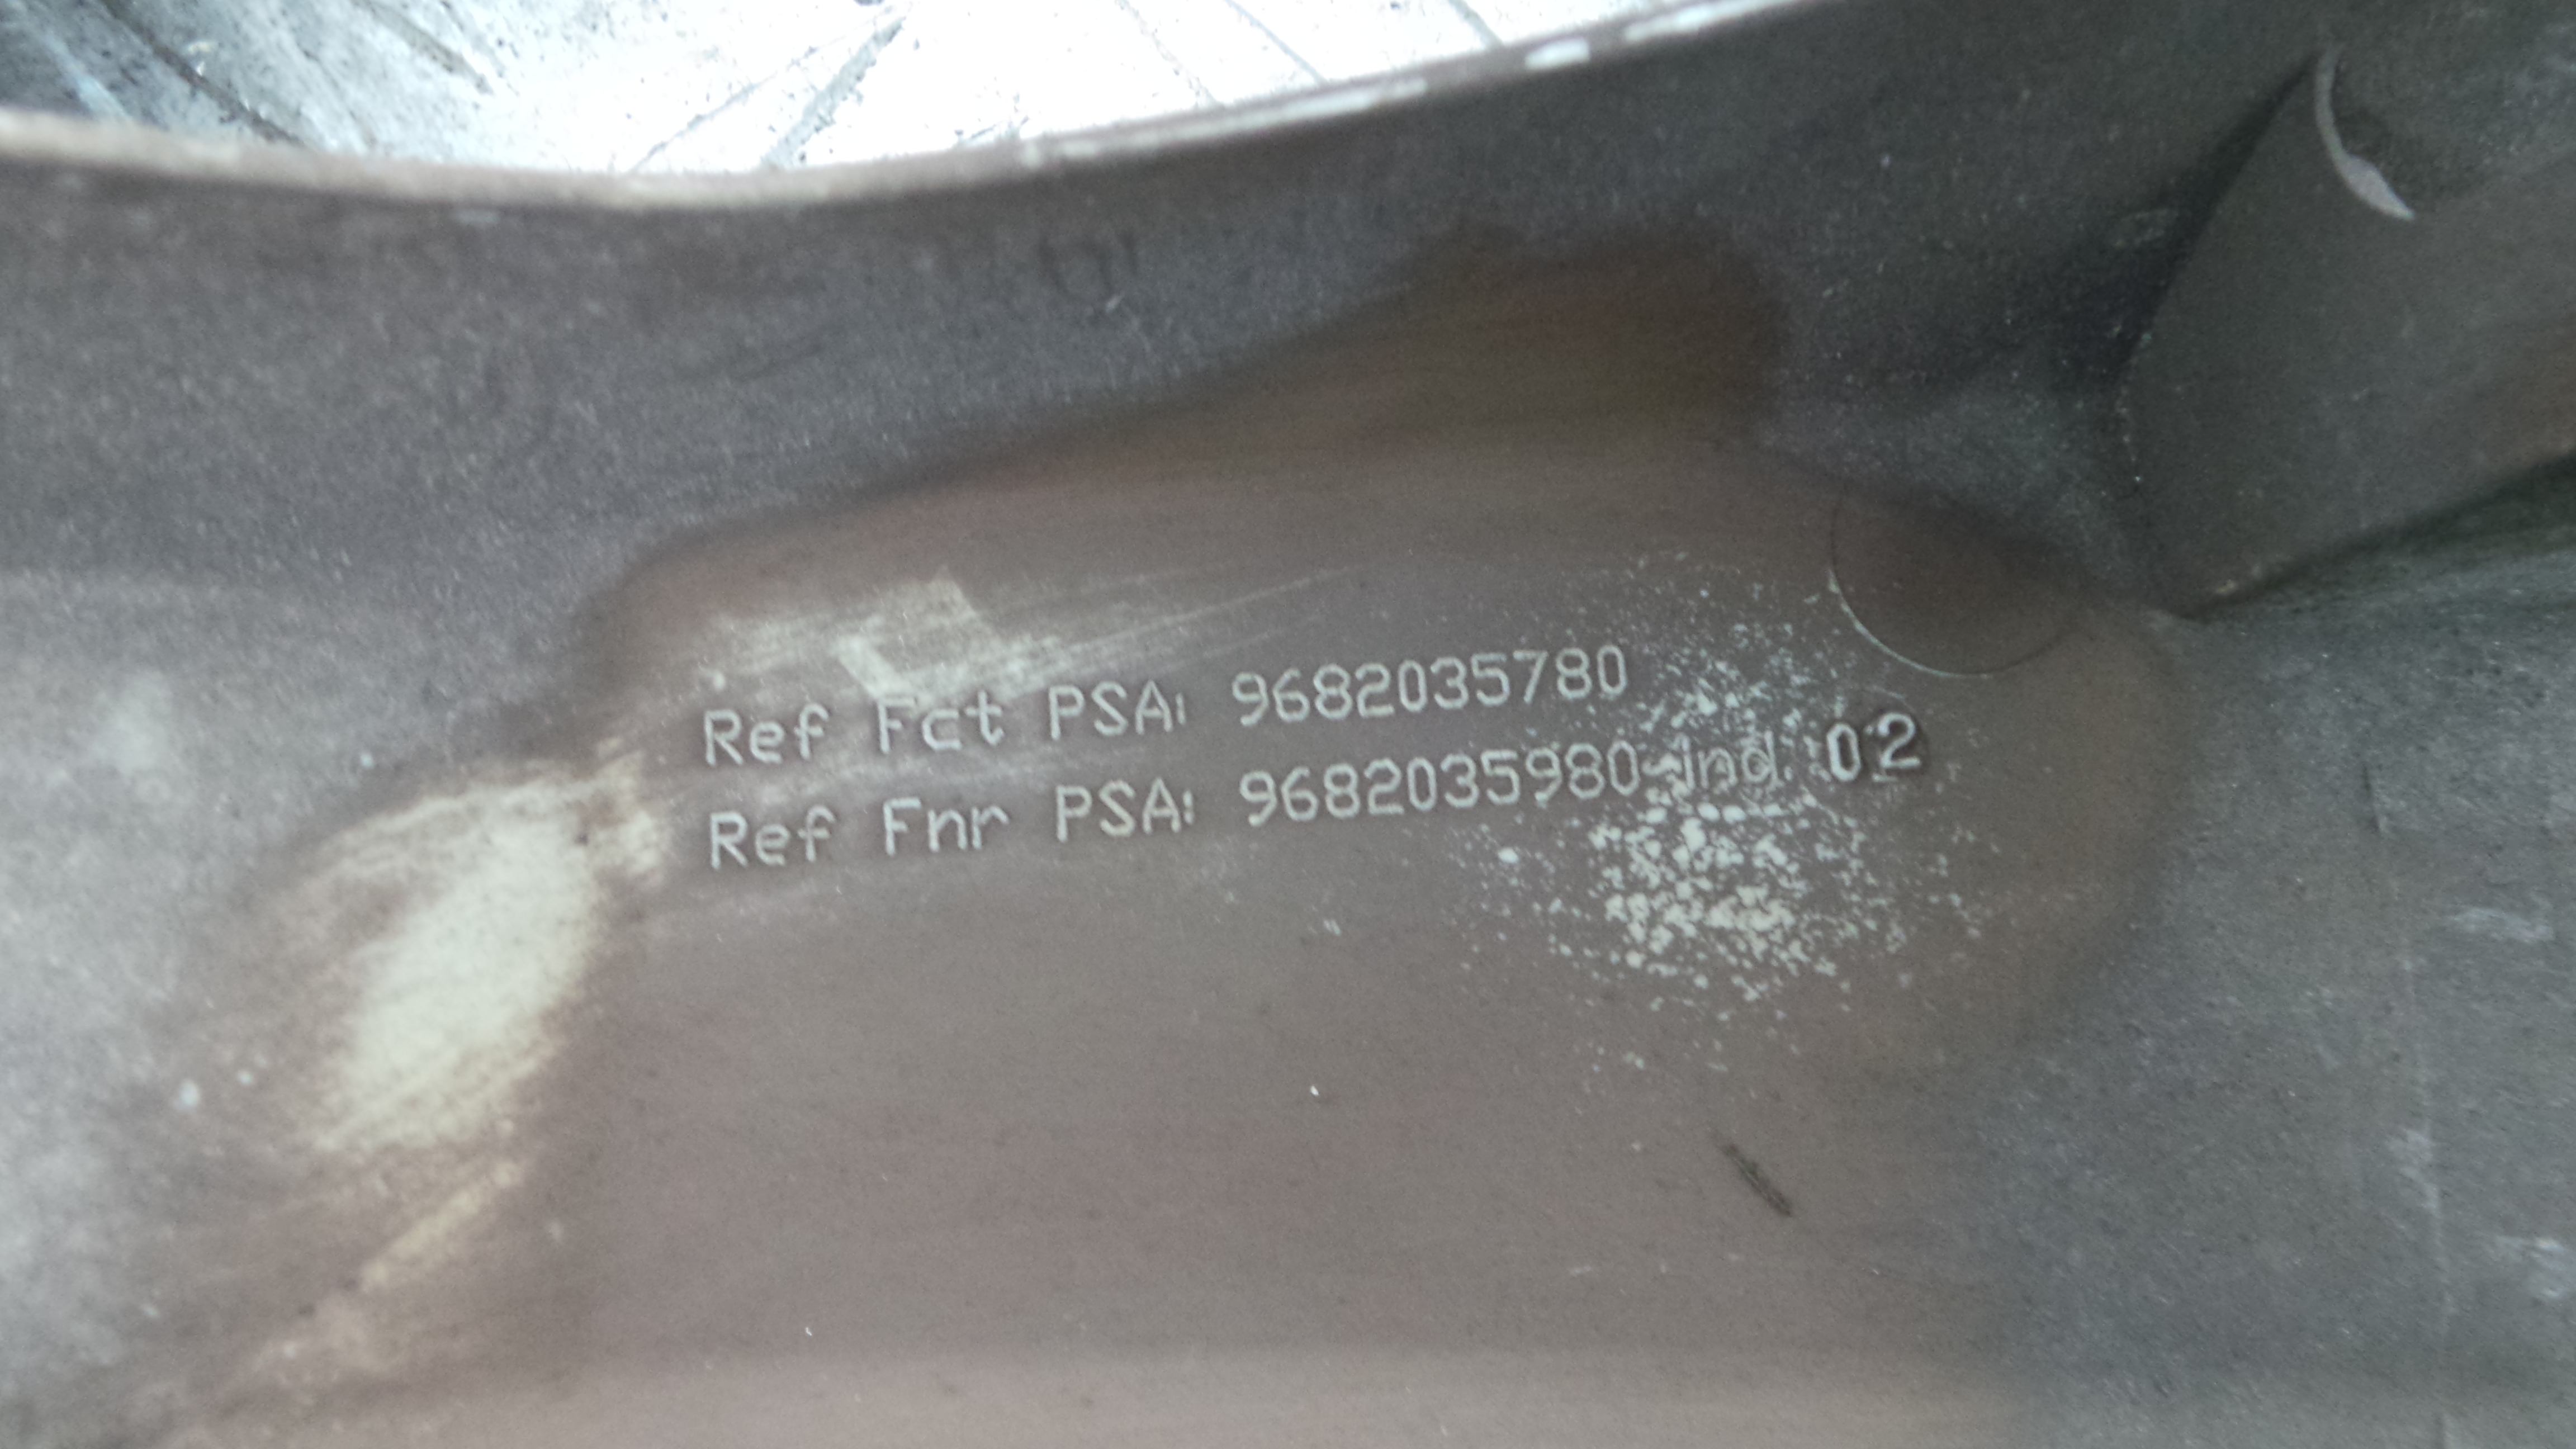 Ref Fct PSA: 9682035780
Ref Fnr PSA: 9682035980 Ind. 02